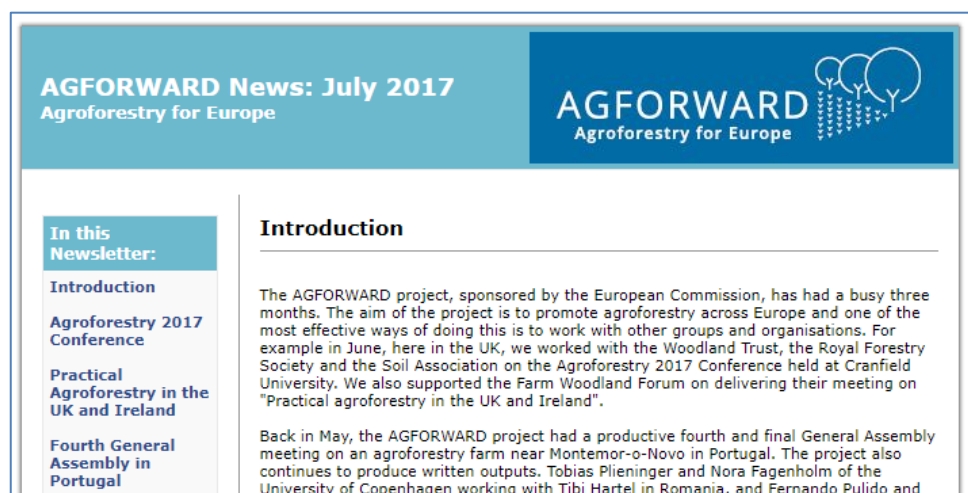 AGFORWARD News: July 2017
Agroforestry for Europe
AGFORWARD
Agroforestry for Europe
In this
Newsletter:
Introduction
Agroforestry 2017
Conference
Practical
Agroforestry in the
UK and Ireland
Fourth General
Assembly in
Portugal
Introduction
The AGFORWARD project, sponsored by the European Commission, has had a busy three
months. The aim of the project is to promote agroforestry across Europe and one of the
most effective ways of doing this is to work with other groups and organisations. For
example in June, here in the UK, we worked with the Woodland Trust, the Royal Forestry
Society and the Soil Association on the Agroforestry 2017 Conference held at Cranfield
University. We also supported the Farm Woodland Forum on delivering their meeting on
"Practical agroforestry in the UK and Ireland".
Back in May, the AGFORWARD project had a productive fourth and final General Assembly
meeting on an agroforestry farm near Montemor-o-Novo in Portugal. The project also
continues to produce written outputs. Tobias Plieninger and Nora Fagenholm of the
University of Copenhagen working with Tibi Hartel in Romania, and Fernando Pulido and